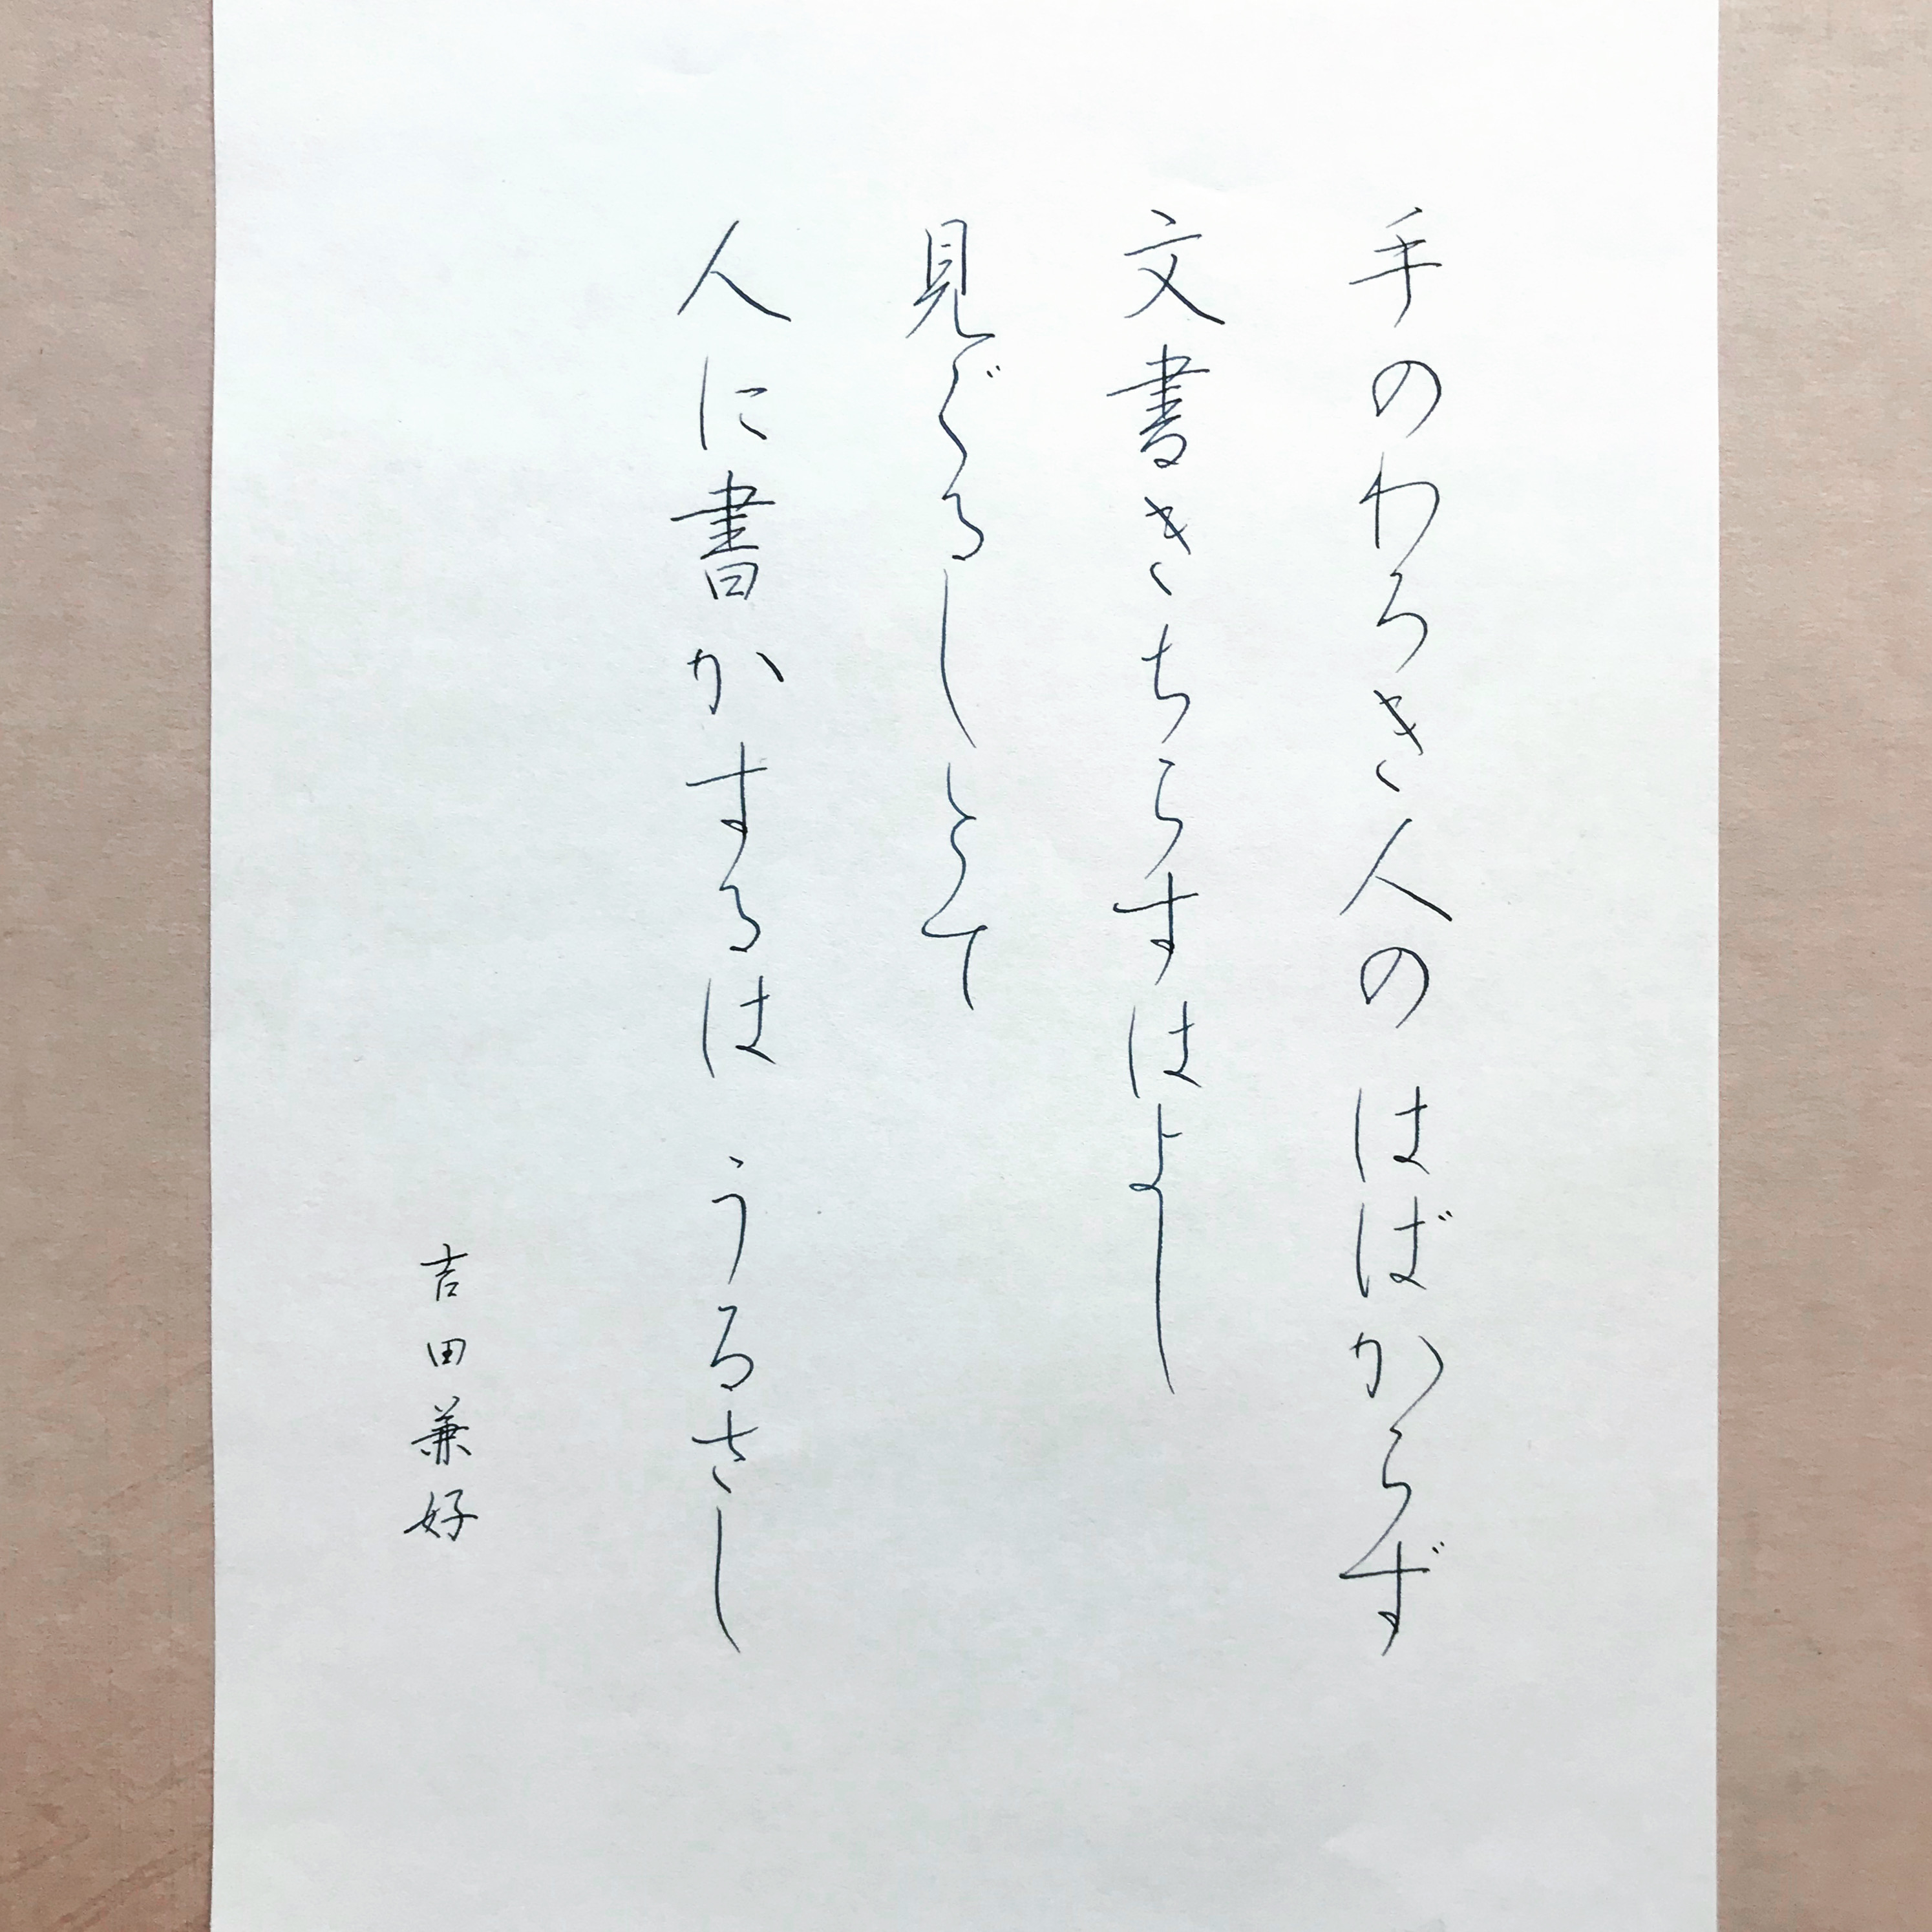 手のわろき人の はばからず
文書きちらすはよし
見ぐるしとて
人に書かするは うるさし
吉田兼好